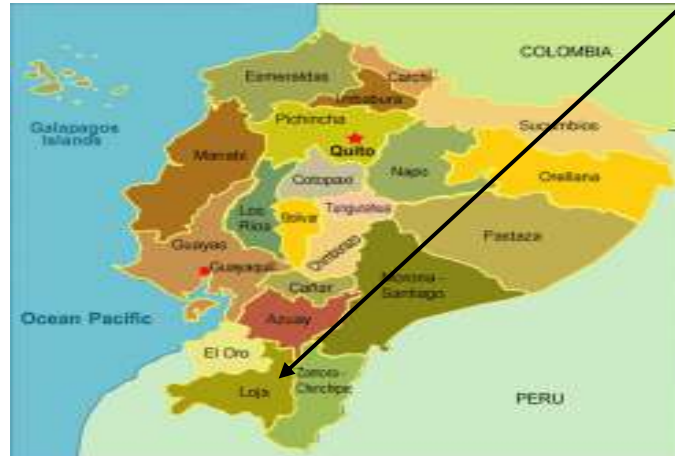 COLOMBIA
Esmeraldas
Carchi
Imbabura
Pichincha
Sucumbios
Galapagos
Islands
Quito
Manabi
Napo
Orellana
Cotopaxi
Los
Rios
Bolivar
Tungurahua
Guayas
Pastaza
Chimborazo
Guayaquil
Morona -
Santiago
Cañar
Ocean Pacific
Azuay
El Oro
Zamora -
Chinchipe
Loja
PERU